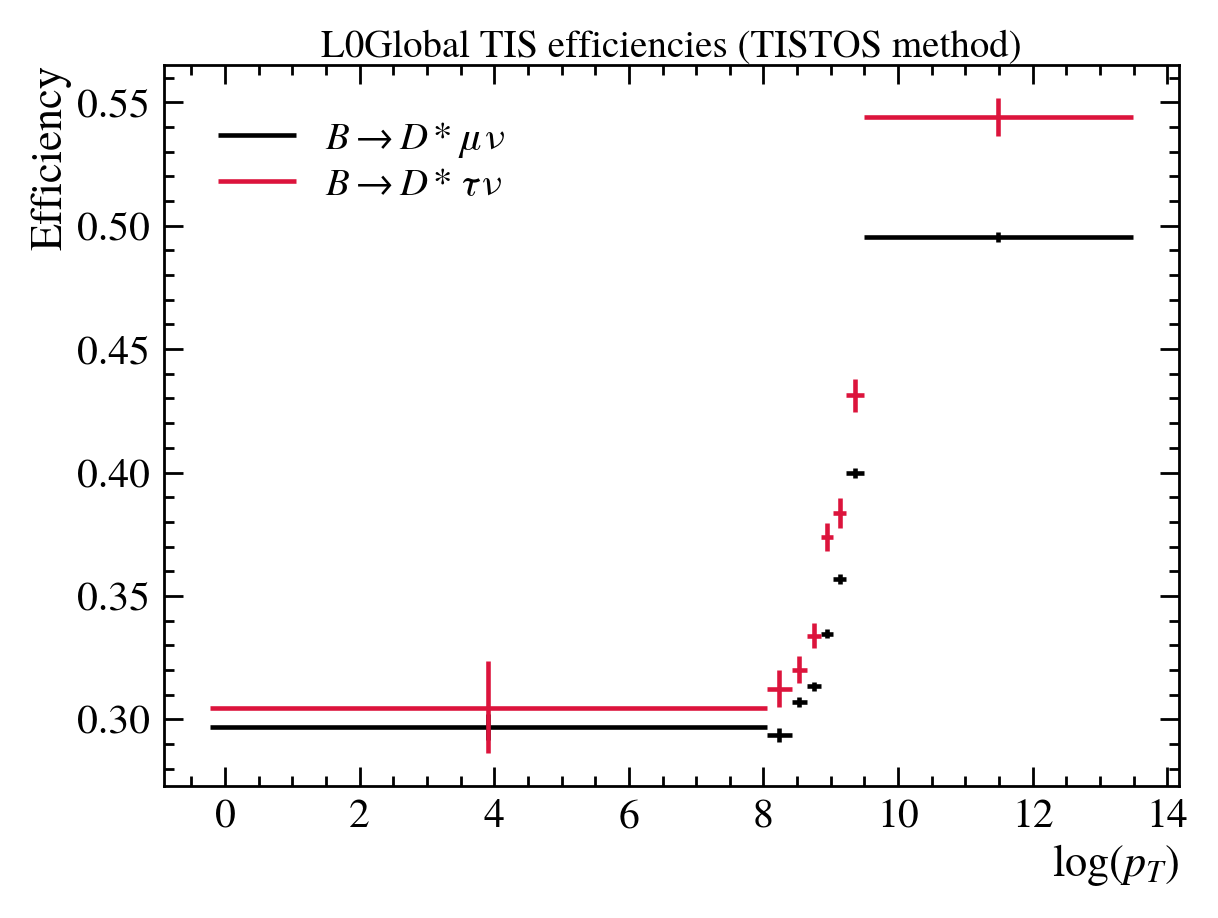 L0Global TIS efficiencies (TISTOS method)
Efficiency
0.55
0.50
0.45
0.40
0.35
0.30
B → D * μν
B → D * τν
0 2 4 6 8 10 12 14
log(p_T)